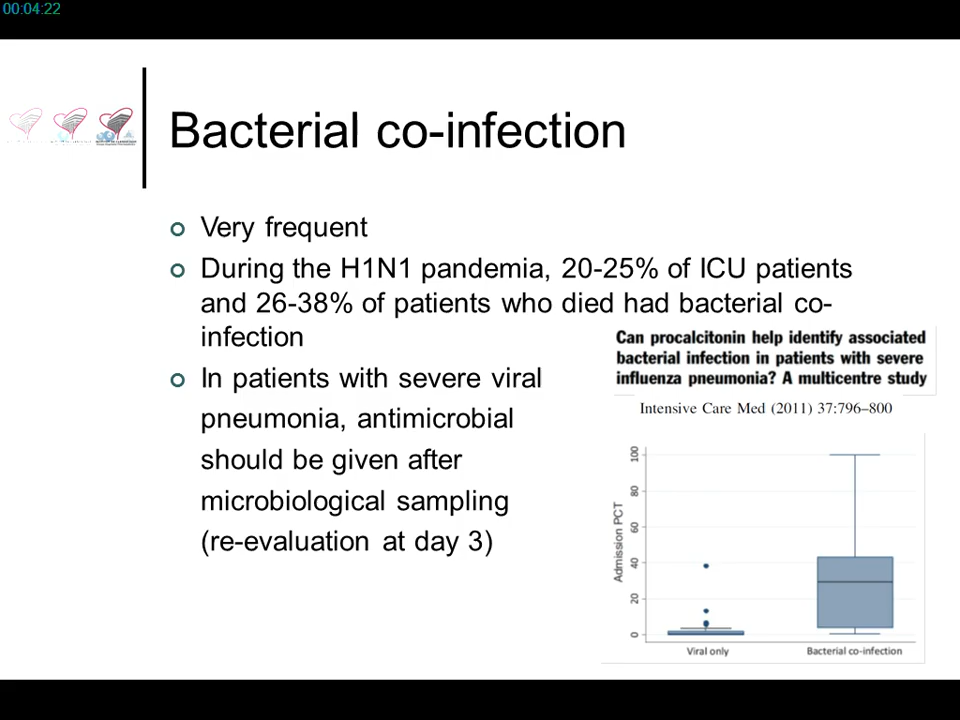 00:04:22
Bacterial co-infection
Very frequent
During the H1N1 pandemia, 20-25% of ICU patients
and 26-38% of patients who died had bacterial co-
infection
In patients with severe viral
pneumonia, antimicrobial
should be given after
microbiological sampling
(re-evaluation at day 3)
Can procalcitonin help identify associated
bacterial infection in patients with severe
influenza pneumonia? A multicentre study
Intensive Care Med (2011) 37:796–800
Admission PCT
100
80
60
40
20
0
Viral only
Bacterial co-infection